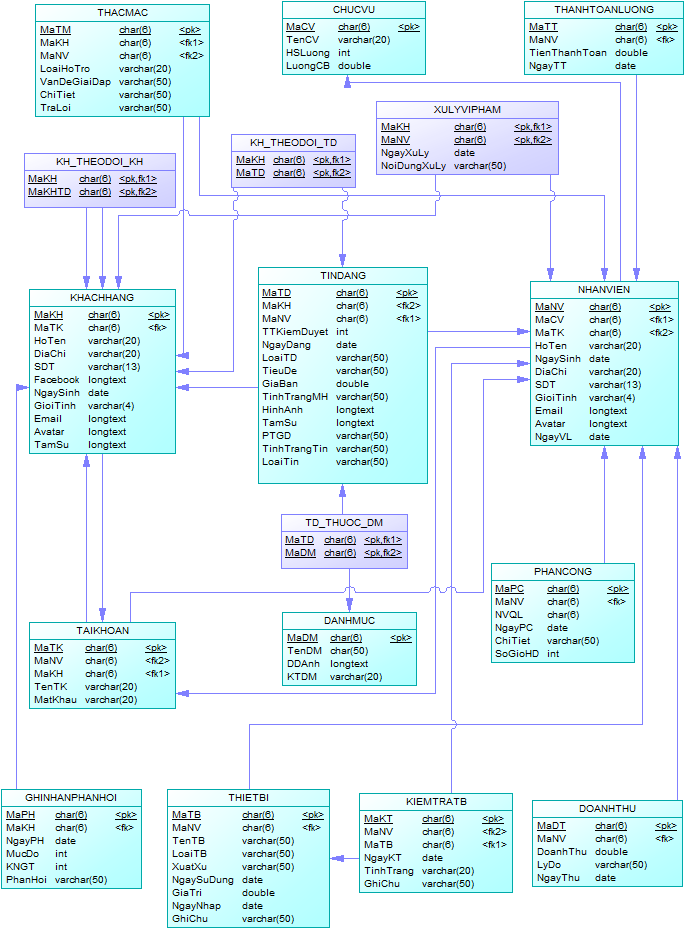 THACMAC
MaTM char(6) <pk>
MaKH char(6) <fk1>
MaNV char(6) <fk2>
LoaiHoTro varchar(20)
VanDeGiaiDap varchar(50)
ChiTiet varchar(50)
TraLoi varchar(50)
CHUCVU
MaCV char(6) <pk>
TenCV varchar(20)
HSLuong int
LuongCB double
THANHTOANLUONG
MaTT char(6) <pk>
MaNV char(6) <fk>
TienThanhToan double
NgayTT date
XULYVIPHAM
MaKH char(6) <pk,fk1>
MaNV char(6) <pk,fk2>
NgayXuLy date
NoiDungXuLy varchar(50)
KH_THEODOI_TD
MaKH char(6) <pk,fk1>
MaTD char(6) <pk,fk2>
KH_THEODOI_KH
MaKH char(6) <pk,fk1>
MaKHTD char(6) <pk,fk2>
KHACHHANG
MaKH char(6) <pk>
MaTK char(6) <fk>
HoTen varchar(20)
DiaChi varchar(20)
SDT varchar(13)
Facebook longtext
NgaySinh date
GioiTinh varchar(4)
Email longtext
Avatar longtext
TamSu longtext
TINDANG
MaTD char(6) <pk>
MaKH char(6) <fk2>
MaNV char(6) <fk1>
TTKiemDuyet int
NgayDang date
LoaiTD varchar(50)
TieuDe varchar(50)
GiaBan double
TinhTrangMH varchar(50)
HinhAnh longtext
TamSu longtext
PTGD varchar(50)
TinhTrangTin varchar(50)
LoaiTin varchar(50)
NHANVIEN
MaNV char(6) <pk>
MaCV char(6) <fk1>
MaTK char(6) <fk2>
HoTen varchar(20)
NgaySinh date
DiaChi varchar(20)
SDT varchar(13)
GioiTinh varchar(4)
Email longtext
Avatar longtext
NgayVL date
TD_THUOC_DM
MaTD char(6) <pk,fk1>
MaDM char(6) <pk,fk2>
PHANCONG
MaPC char(6) <pk>
MaNV char(6) <fk>
NVQL char(6)
NgayPC date
ChiTiet varchar(50)
SoGioHD int
TAIKHOAN
MaTK char(6) <pk>
MaNV char(6) <fk2>
MaKH char(6) <fk1>
TenTK varchar(20)
MatKhau varchar(20)
DANHMUC
MaDM char(6) <pk>
TenDM char(50)
DDAnh longtext
KTDM varchar(20)
GHINHANPHANHOI
MaPH char(6) <pk>
MaKH char(6) <fk>
NgayPH date
MucDo int
KNGT int
PhanHoi varchar(50)
THIETBI
MaTB char(6) <pk>
MaNV char(6) <fk>
TenTB varchar(50)
LoaiTB varchar(50)
XuatXu varchar(50)
NgaySuDung date
GiaTri double
NgayNhap date
GhiChu varchar(50)
KIEMTRATB
MaKT char(6) <pk>
MaNV char(6) <fk2>
MaTB char(6) <fk1>
NgayKT date
TinhTrang varchar(20)
GhiChu varchar(50)
DOANHTHU
MaDT char(6) <pk>
MaNV char(6) <fk>
DoanhThu double
LyDo varchar(50)
NgayThu date